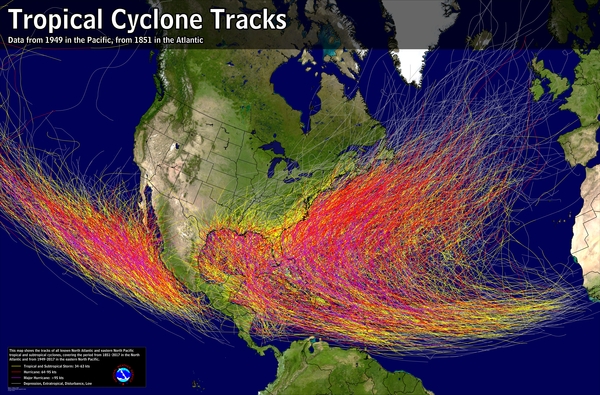 Tropical Cyclone Tracks
Data from 1949 in the Pacific, from 1851 in the Atlantic
This map shows the tracks of all known North Atlantic and eastern North Pacific
tropical and subtropical cyclones, covering the period from 1851-2017 in the North
Atlantic and from 1949-2017 in the eastern North Pacific.
Tropical and Subtropical Storm: 34-63 kts
Hurricane: 64-95 kts
Major Hurricane: >95 kts
Depression, Extratropical, Disturbance, Low